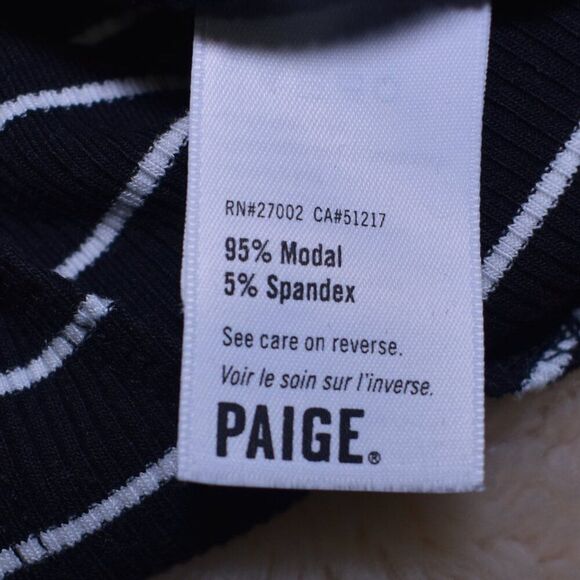 RN#27002 CA#51217
95% Modal
5% Spandex
See care on reverse.
Voir le soin sur l'inverse.
PAIGE®